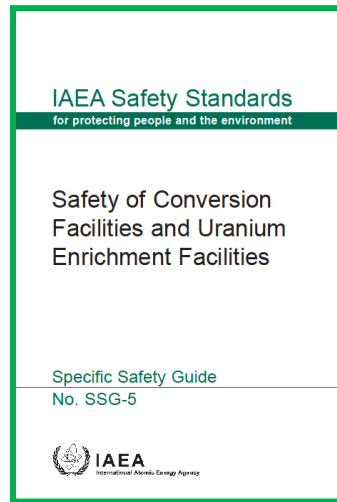 IAEA Safety Standards
for protecting people and the environment
Safety of Conversion
Facilities and Uranium
Enrichment Facilities
Specific Safety Guide
No. SSG-5
IAEA
International Atomic Energy Agency